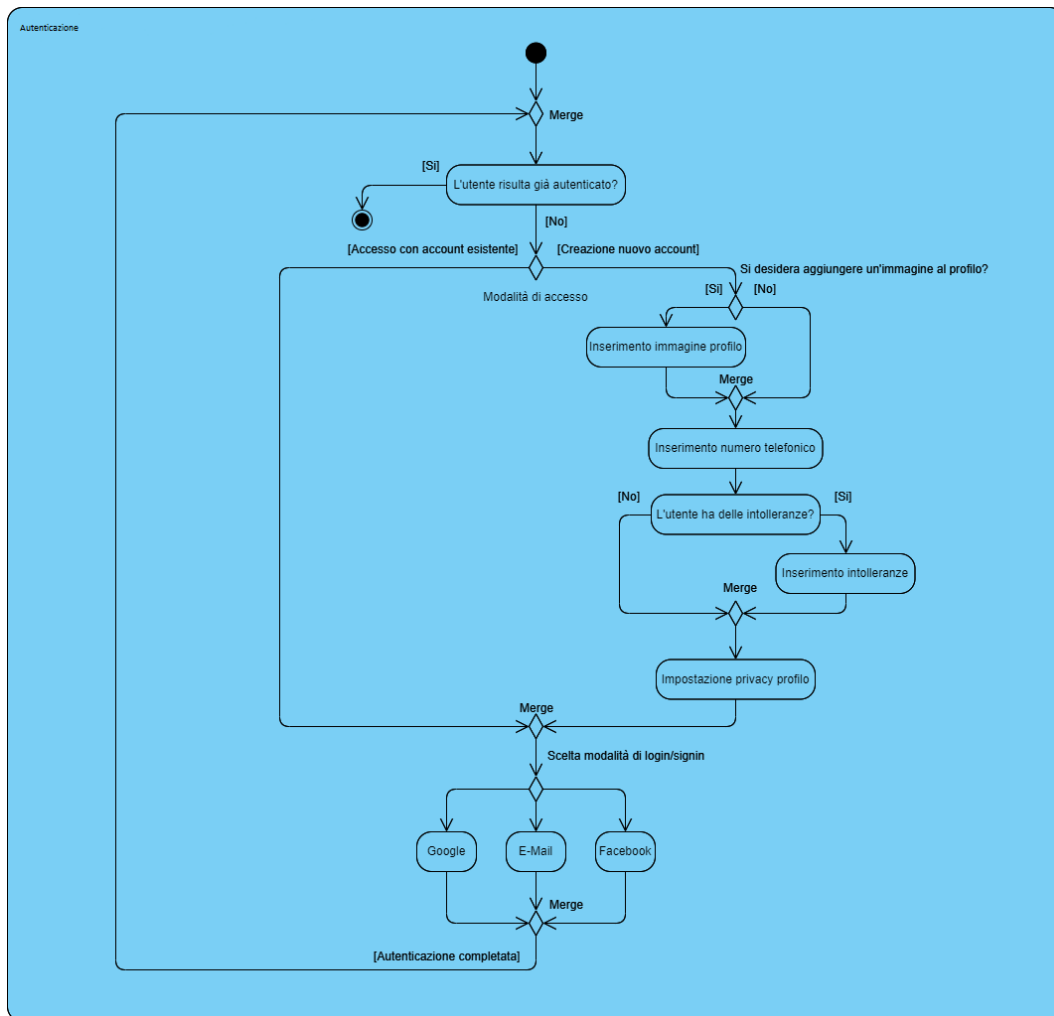 Autenticazione
Merge
[Si]
L'utente risulta già autenticato?
[No]
[Accesso con account esistente]
[Creazione nuovo account]
Modalità di accesso
Si desidera aggiungere un'immagine al profilo?
[Si]
[No]
Inserimento immagine profilo
Merge
Inserimento numero telefonico
[No]
[Si]
L'utente ha delle intolleranze?
Inserimento intolleranze
Merge
Impostazione privacy profilo
Merge
Scelta modalità di login/signin
Google
E-Mail
Facebook
Merge
[Autenticazione completata]